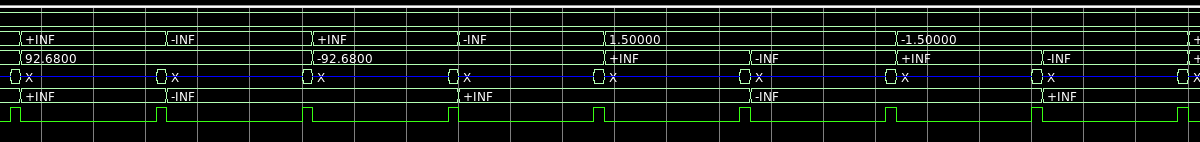 +INF -INF +INF -INF 1.50000 -1.50000 +
92.6800 -92.6800 +INF -INF +INF -INF +
X X X X X X X X X
+INF -INF +INF -INF +INF